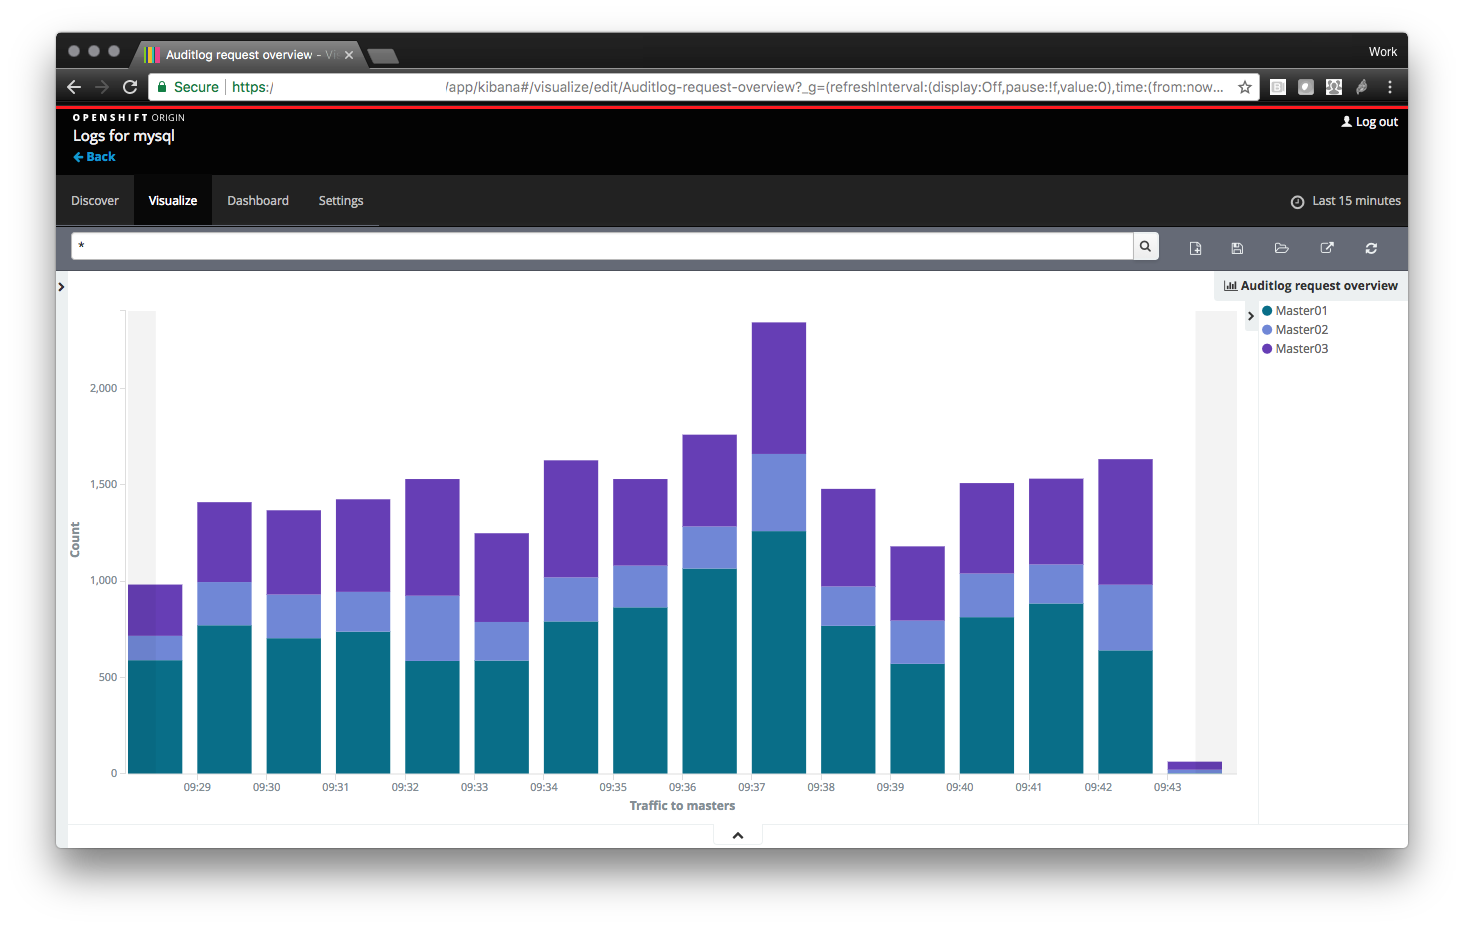 Auditlog request overview - Vi
Work
Secure https:/ /app/kibana#/visualize/edit/Auditlog-request-overview?_g=(refreshInterval:(display:Off,pause:!f,value:0),time:(from:now...
OPENSHIFT ORIGIN
Logs for mysql
Log out
Back
Discover Visualize Dashboard Settings
Last 15 minutes
*
Auditlog request overview
Master01
Master02
Master03
2,000
1,500
1,000
500
0
Count
09:29 09:30 09:31 09:32 09:33 09:34 09:35 09:36 09:37 09:38 09:39 09:40 09:41 09:42 09:43
Traffic to masters